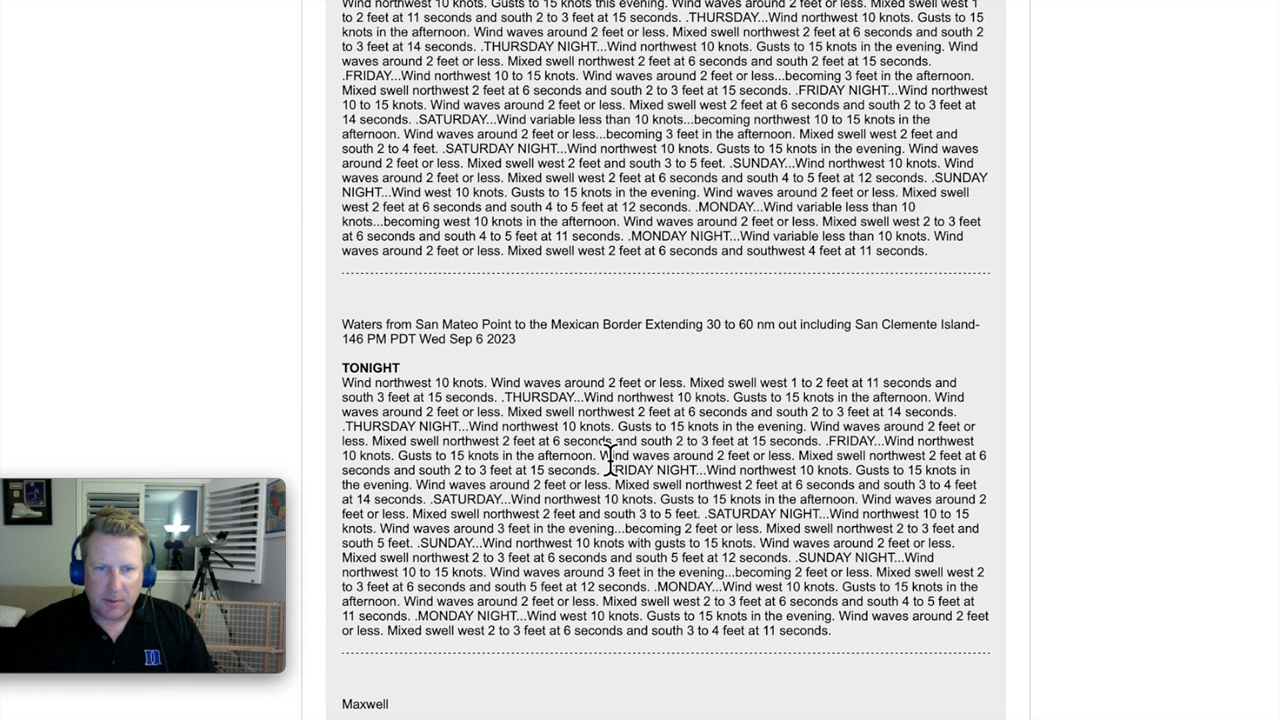 Wind northwest 10 knots. Gusts to 15 knots this evening. Wind waves around 2 feet or less. Mixed swell west 1
to 2 feet at 11 seconds and south 2 to 3 feet at 15 seconds. .THURSDAY...Wind northwest 10 knots. Gusts to 15
knots in the afternoon. Wind waves around 2 feet or less. Mixed swell northwest 2 feet at 6 seconds and south 2
to 3 feet at 14 seconds. .THURSDAY NIGHT...Wind northwest 10 knots. Gusts to 15 knots in the evening. Wind
waves around 2 feet or less. Mixed swell northwest 2 feet at 6 seconds and south 2 feet at 15 seconds.
.FRIDAY...Wind northwest 10 to 15 knots. Wind waves around 2 feet or less...becoming 3 feet in the afternoon.
Mixed swell northwest 2 feet at 6 seconds and south 2 to 3 feet at 15 seconds. .FRIDAY NIGHT...Wind northwest
10 to 15 knots. Wind waves around 2 feet or less. Mixed swell west 2 feet at 6 seconds and south 2 to 3 feet at
14 seconds. .SATURDAY...Wind variable less than 10 knots...becoming northwest 10 to 15 knots in the
afternoon. Wind waves around 2 feet or less...becoming 3 feet in the afternoon. Mixed swell west 2 feet and
south 2 to 4 feet. .SATURDAY NIGHT...Wind northwest 10 knots. Gusts to 15 knots in the evening. Wind waves
around 2 feet or less. Mixed swell west 2 feet and south 3 to 5 feet. .SUNDAY...Wind northwest 10 knots. Wind
waves around 2 feet or less. Mixed swell west 2 feet at 6 seconds and south 4 to 5 feet at 12 seconds. .SUNDAY
NIGHT...Wind west 10 knots. Gusts to 15 knots in the evening. Wind waves around 2 feet or less. Mixed swell
west 2 feet at 6 seconds and south 4 to 5 feet at 12 seconds. .MONDAY...Wind variable less than 10
knots...becoming west 10 knots in the afternoon. Wind waves around 2 feet or less. Mixed swell west 2 to 3 feet
at 6 seconds and south 4 to 5 feet at 11 seconds. .MONDAY NIGHT...Wind variable less than 10 knots. Wind
waves around 2 feet or less. Mixed swell west 2 feet at 6 seconds and southwest 4 feet at 11 seconds.
Waters from San Mateo Point to the Mexican Border Extending 30 to 60 nm out including San Clemente Island-
146 PM PDT Wed Sep 6 2023
TONIGHT
Wind northwest 10 knots. Wind waves around 2 feet or less. Mixed swell west 1 to 2 feet at 11 seconds and
south 3 feet at 15 seconds. .THURSDAY...Wind northwest 10 knots. Gusts to 15 knots in the afternoon. Wind
waves around 2 feet or less. Mixed swell northwest 2 feet at 6 seconds and south 2 to 3 feet at 14 seconds.
.THURSDAY NIGHT...Wind northwest 10 knots. Gusts to 15 knots in the evening. Wind waves around 2 feet or
less. Mixed swell northwest 2 feet at 6 seconds and south 2 to 3 feet at 15 seconds. .FRIDAY...Wind northwest
10 knots. Gusts to 15 knots in the afternoon. Wind waves around 2 feet or less. Mixed swell northwest 2 feet at 6
seconds and south 2 to 3 feet at 15 seconds. .FRIDAY NIGHT...Wind northwest 10 knots. Gusts to 15 knots in
the evening. Wind waves around 2 feet or less. Mixed swell northwest 2 feet at 6 seconds and south 3 to 4 feet
at 14 seconds. .SATURDAY...Wind northwest 10 knots. Gusts to 15 knots in the afternoon. Wind waves around 2
feet or less. Mixed swell northwest 2 feet and south 3 to 5 feet. .SATURDAY NIGHT...Wind northwest 10 to 15
knots. Wind waves around 3 feet in the evening...becoming 2 feet or less. Mixed swell northwest 2 to 3 feet and
south 5 feet. .SUNDAY...Wind northwest 10 knots with gusts to 15 knots. Wind waves around 2 feet or less.
Mixed swell northwest 2 to 3 feet at 6 seconds and south 5 feet at 12 seconds. .SUNDAY NIGHT...Wind
northwest 10 to 15 knots. Wind waves around 3 feet in the evening...becoming 2 feet or less. Mixed swell west 2
to 3 feet at 6 seconds and south 5 feet at 12 seconds. .MONDAY...Wind west 10 knots. Gusts to 15 knots in the
afternoon. Wind waves around 2 feet or less. Mixed swell west 2 to 3 feet at 6 seconds and south 4 to 5 feet at
11 seconds. .MONDAY NIGHT...Wind west 10 knots. Gusts to 15 knots in the evening. Wind waves around 2 feet
or less. Mixed swell west 2 to 3 feet at 6 seconds and south 3 to 4 feet at 11 seconds.
Maxwell
D